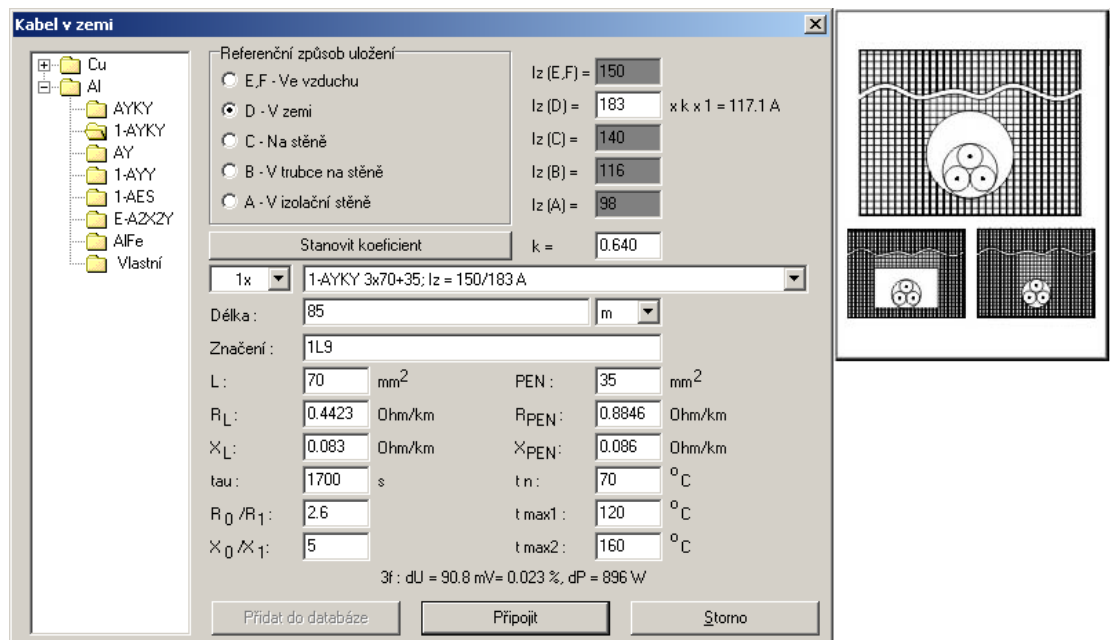 Kabel v zemi
Cu
Al
AYKY
1-AYKY
AY
1-AYY
1-AES
E-A2X2Y
AlFe
Vlastní
Referenční způsob uložení
E,F - Ve vzduchu
D - V zemi
C - Na stěně
B - V trubce na stěně
A - V izolační stěně
Iz (E,F) = 150
Iz (D) = 183 x k x 1 = 117.1 A
Iz (C) = 140
Iz (B) = 116
Iz (A) = 98
Stanovit koeficient k = 0.640
1x 1-AYKY 3x70+35; Iz = 150/183 A
Délka : 85 m
Značení : 1L9
L : 70 mm2 PEN : 35 mm2
RL: 0.4423 Ohm/km RPEN: 0.8846 Ohm/km
XL: 0.083 Ohm/km XPEN: 0.086 Ohm/km
tau : 1700 s t n : 70 oC
R0/R1: 2.6 t max1 : 120 oC
X0/X1: 5 t max2 : 160 oC
3f : dU = 90.8 mV= 0.023 %, dP = 896 W
Přidat do databáze Připojit Storno